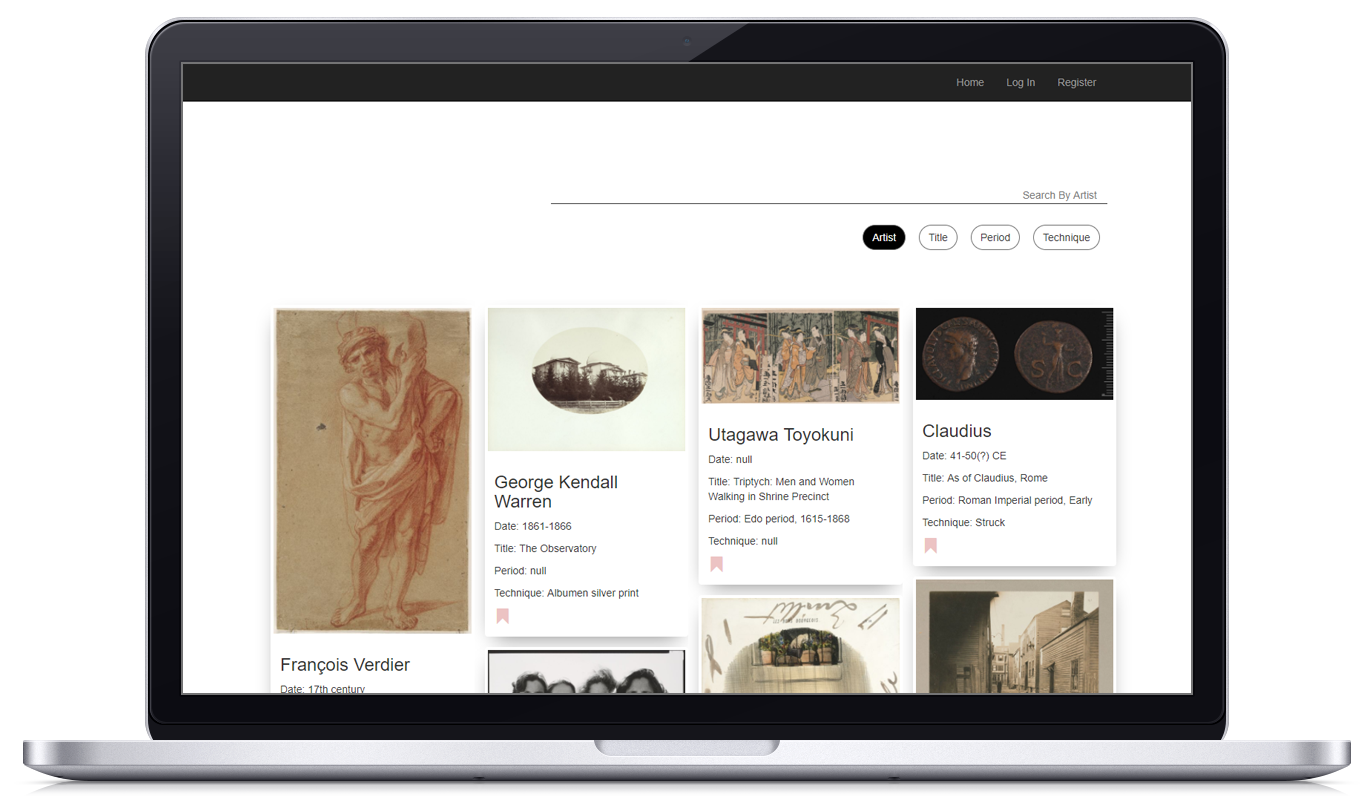 Home Log In Register
Search By Artist
Artist Title Period Technique
François Verdier
Date: 17th century
George Kendall
Warren
Date: 1861-1866
Title: The Observatory
Period: null
Technique: Albumen silver print
Utagawa Toyokuni
Date: null
Title: Triptych: Men and Women
Walking in Shrine Precinct
Period: Edo period, 1615-1868
Technique: null
S C
Claudius
Date: 41-50(?) CE
Title: As of Claudius, Rome
Period: Roman Imperial period, Early
Technique: Struck